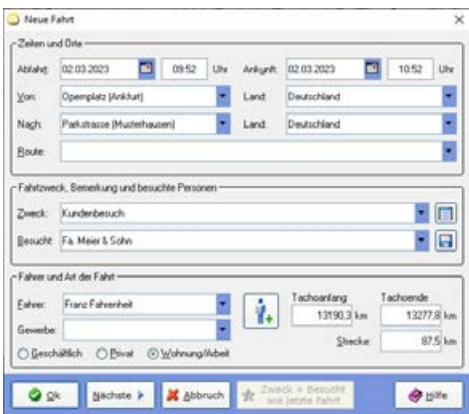 Neue Fahrt
Zeiten und Orte
Abfahrt: 02.03.2023 09:52 Uhr Ankunft: 02.03.2023 10:52 Uhr
Von: Opernplatz (Ankfurt) Land: Deutschland
Nach: Parkstrasse (Musterhausen) Land: Deutschland
Route:
Fahrtzweck, Bemerkung und besuchte Personen
Zweck: Kundenbesuch
Besucht: Fa. Meier & Sohn
Fahrer und Art der Fahrt
Fahrer: Franz Fahrenheit Tachoanfang Tachoende
13190,3 km 13277,8 km
Gewerbe: Strecke: 87,5 km
Geschäftlich Privat Wohnung/Arbeit
Ok Nächste Abbruch Zweck + Besucht wie letzte Fahrt Hilfe